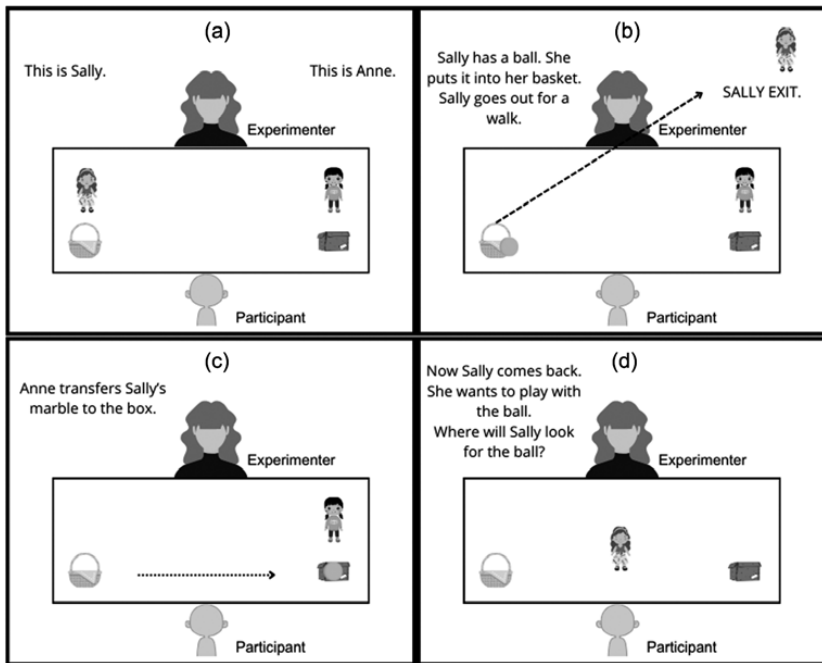 (a)
This is Sally.
This is Anne.
Experimenter
Participant
(b)
Sally has a ball. She
puts it into her basket.
Sally goes out for a
walk.
SALLY EXIT.
Experimenter
Participant
(c)
Anne transfers Sally’s
marble to the box.
Experimenter
Participant
(d)
Now Sally comes back.
She wants to play with
the ball.
Where will Sally look
for the ball?
Experimenter
Participant